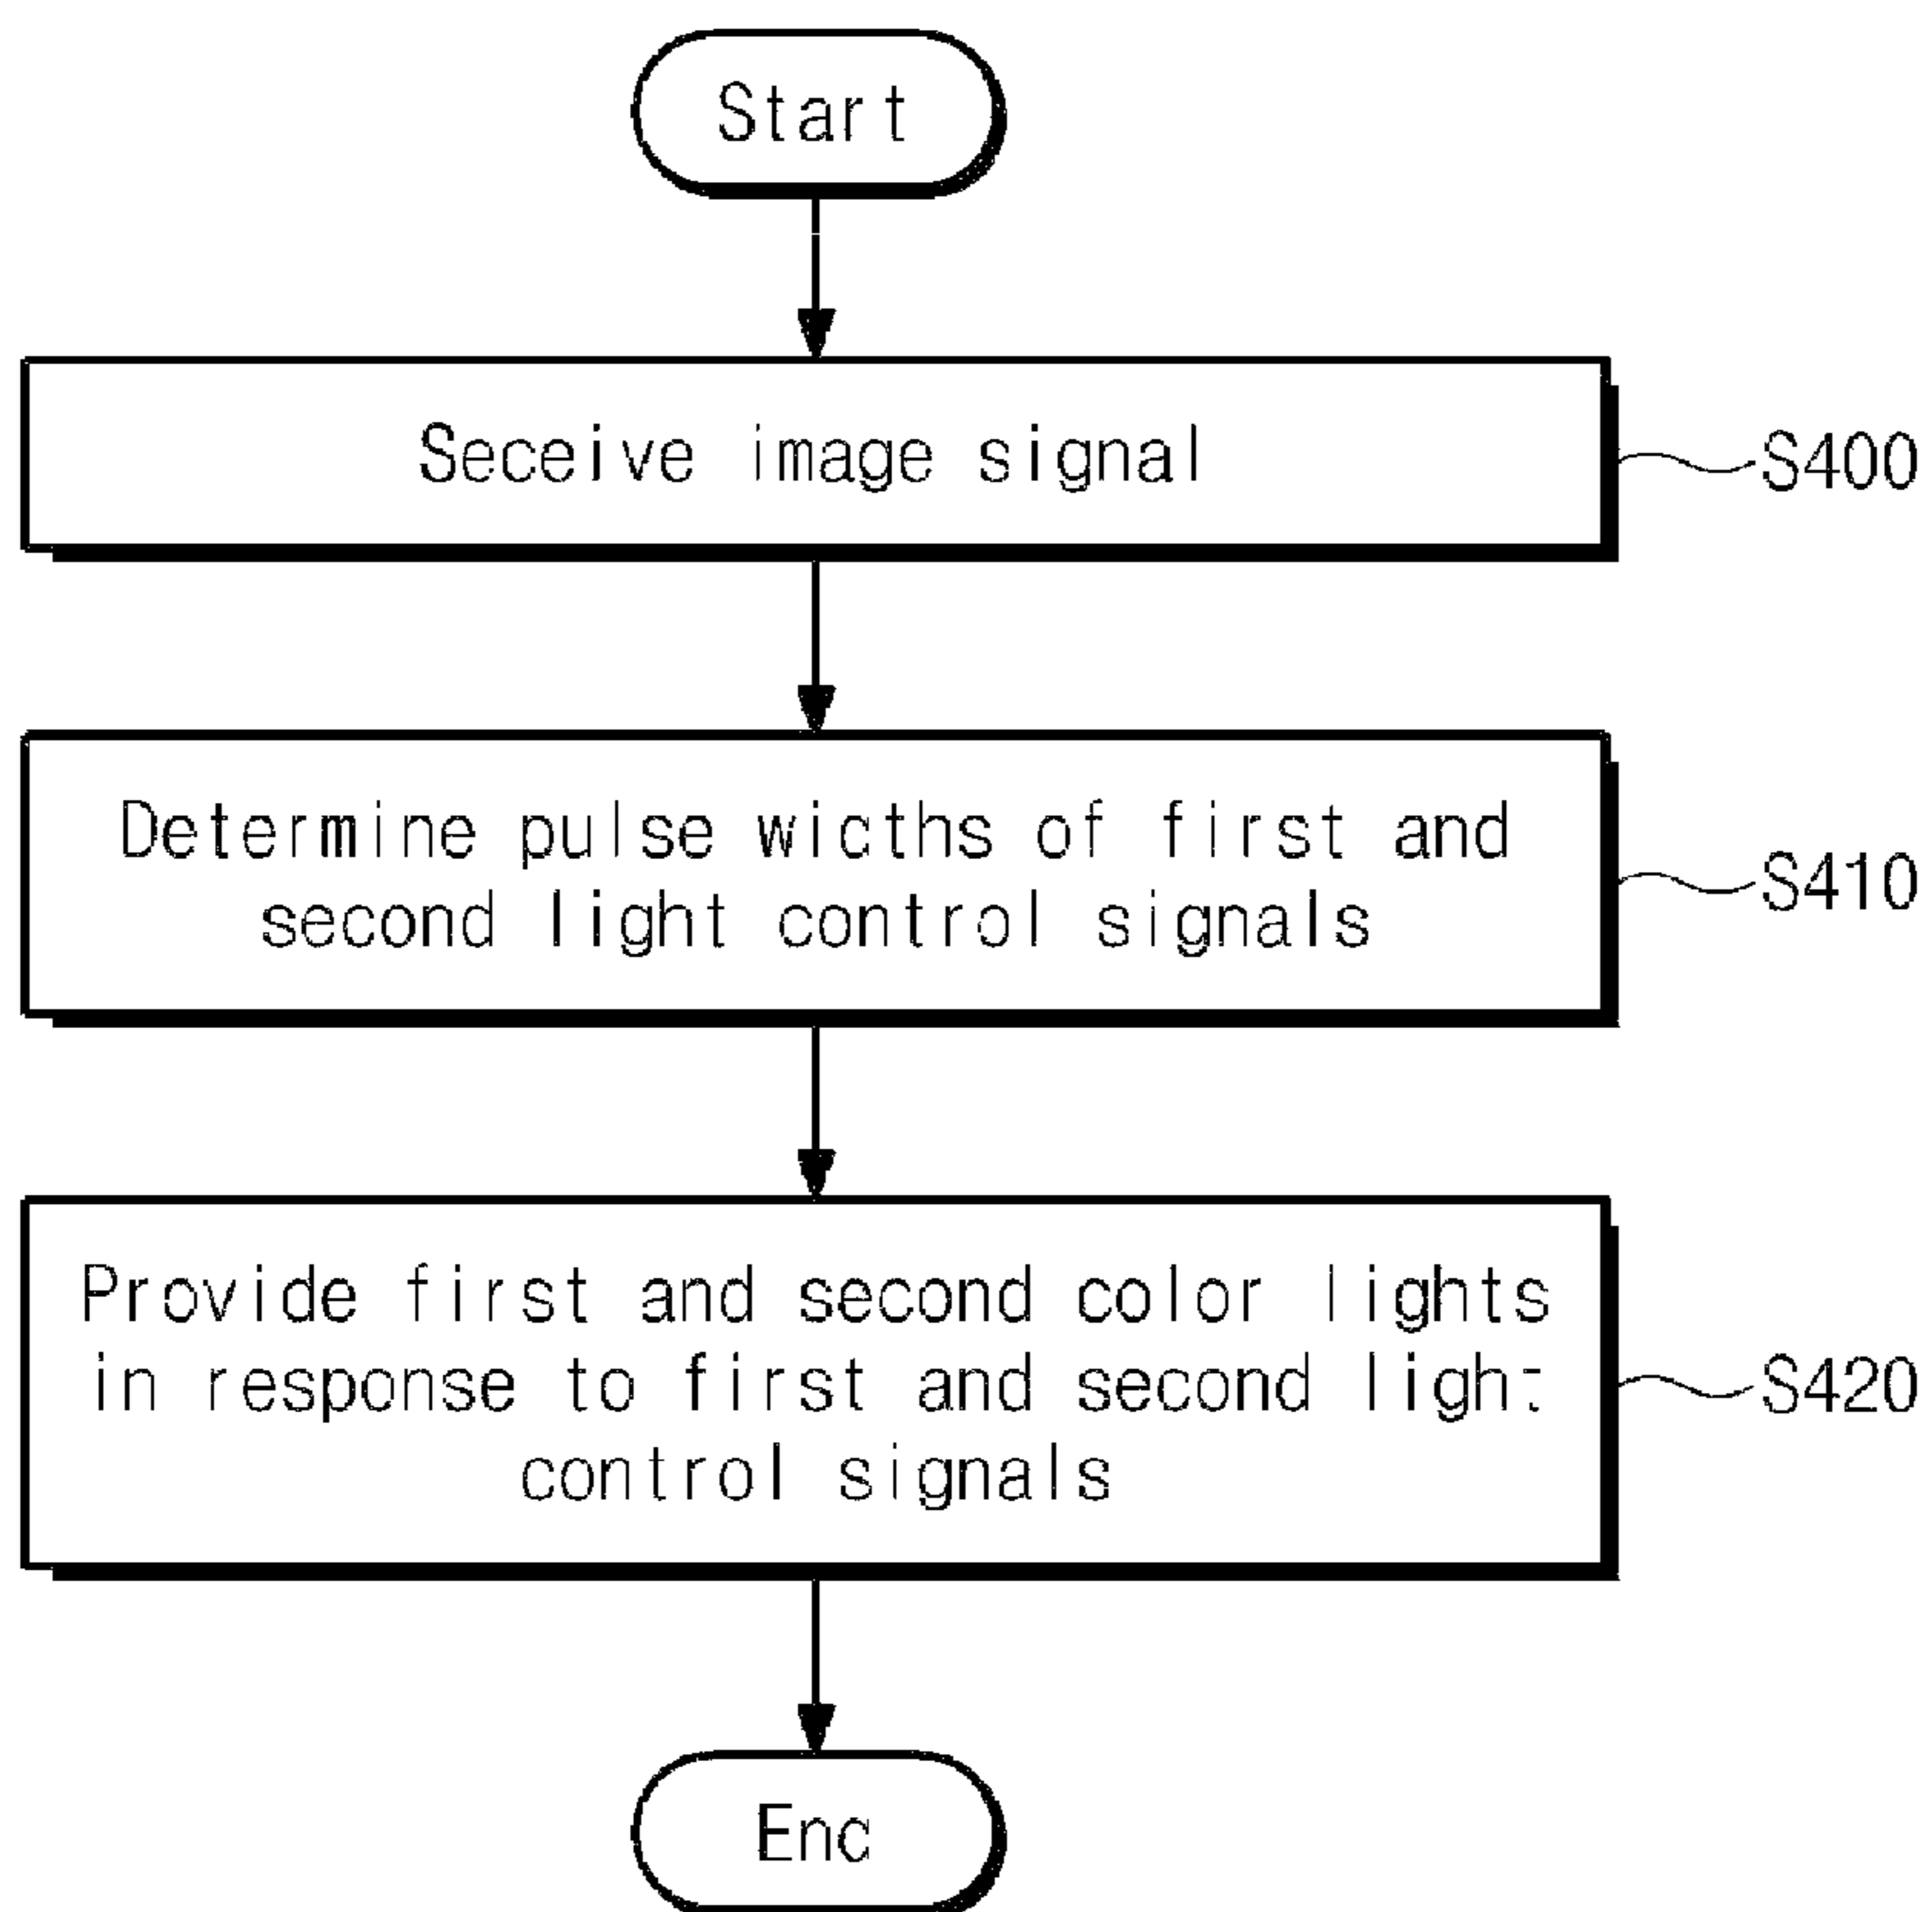 Start
Seceive image signal
S400
Determine pulse wicths of first and
second light control signals
S410
Provide first and second color lights
in response to first and second light
control signals
S420
Enc